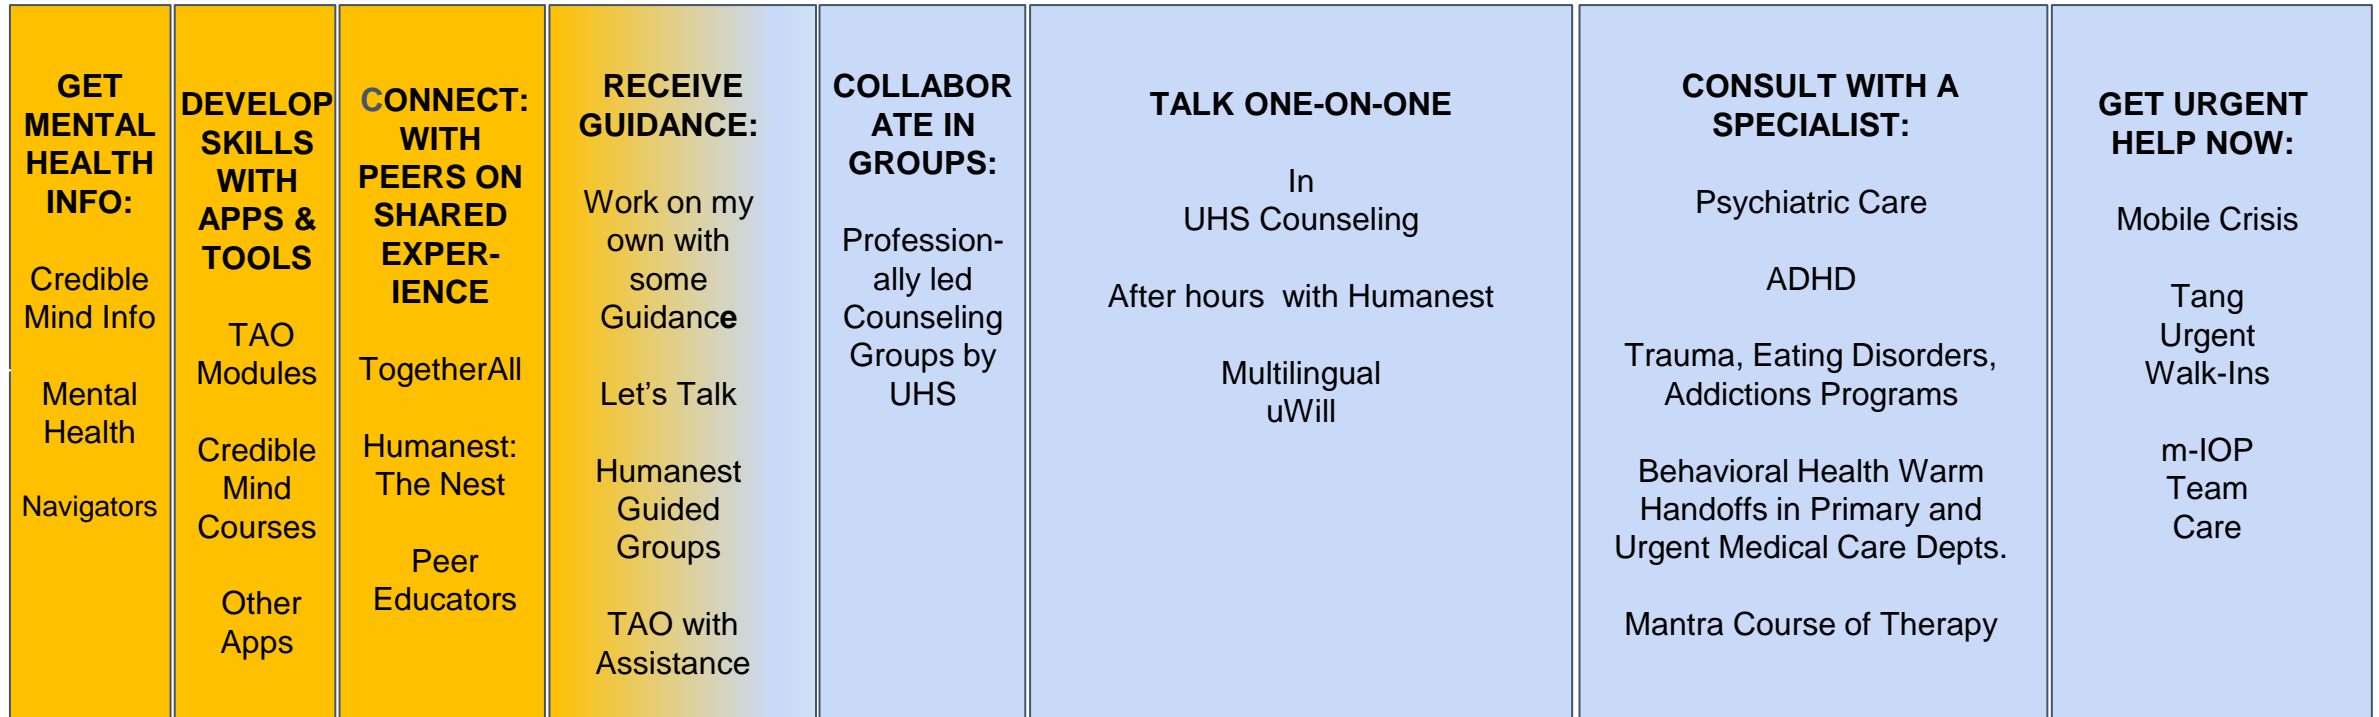 GET
MENTAL
HEALTH
INFO:
Credible
Mind Info
Mental
Health
Navigators
DEVELOP
SKILLS
WITH
APPS &
TOOLS
TAO
Modules
Credible
Mind
Courses
Other
Apps
CONNECT:
WITH
PEERS ON
SHARED
EXPER-
IENCE
TogetherAll
Humanest:
The Nest
Peer
Educators
RECEIVE
GUIDANCE:
Work on my
own with
some
Guidance
Let’s Talk
Humanest
Guided
Groups
TAO with
Assistance
COLLABOR
ATE IN
GROUPS:
Profession-
ally led
Counseling
Groups by
UHS
TALK ONE-ON-ONE
In
UHS Counseling
After hours  with Humanest
Multilingual
uWill
CONSULT WITH A
SPECIALIST:
Psychiatric Care
ADHD
Trauma, Eating Disorders,
Addictions Programs
Behavioral Health Warm
Handoffs in Primary and
Urgent Medical Care Depts.
Mantra Course of Therapy
GET URGENT
HELP NOW:
Mobile Crisis
Tang
Urgent
Walk-Ins
m-IOP
Team
Care